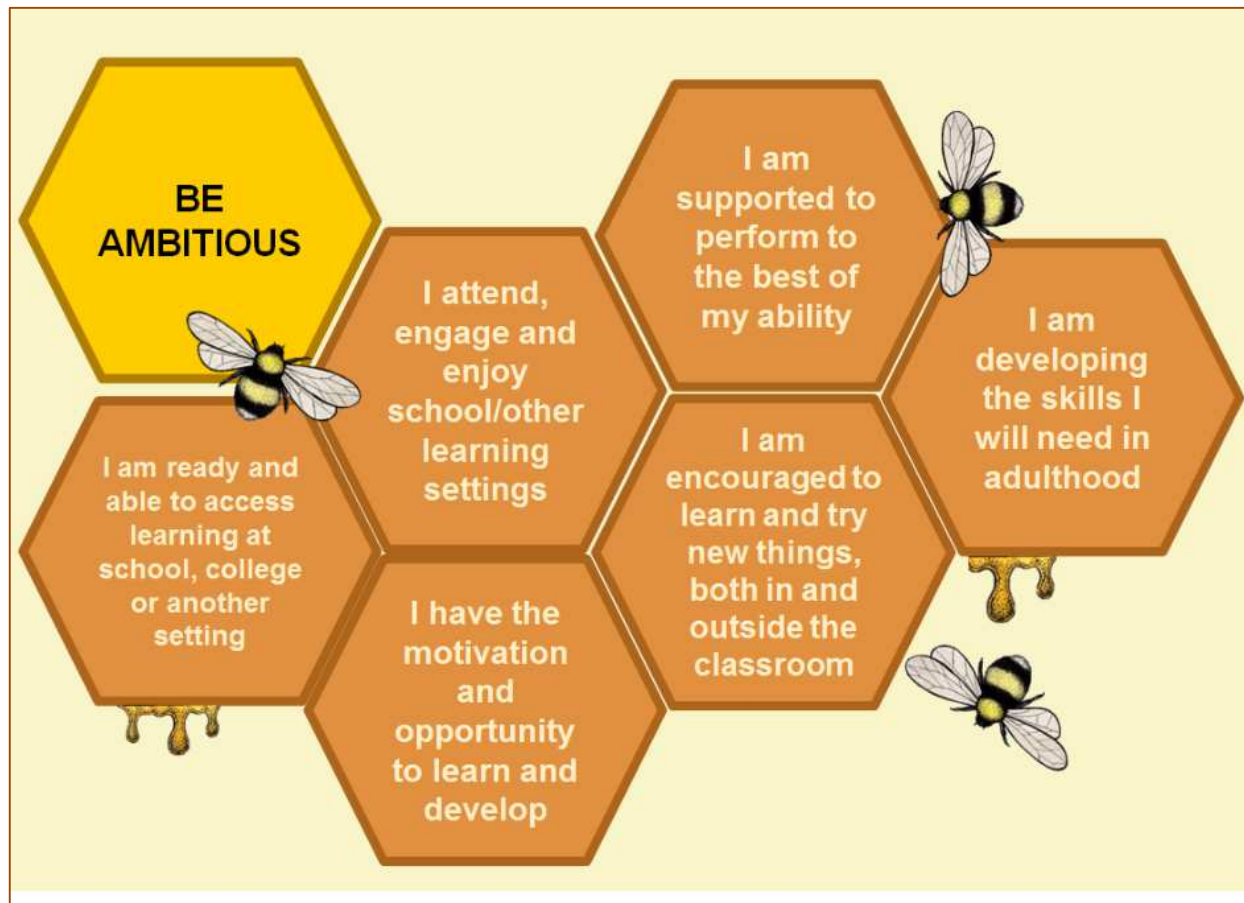 BE
AMBITIOUS
I am ready and
able to access
learning at
school, college
or another
setting
I attend,
engage and
enjoy
school/other
learning
settings
I have the
motivation
and
opportunity
to learn and
develop
I am
supported to
perform to
the best of
my ability
I am
encouraged to
learn and try
new things,
both in and
outside the
classroom
I am
developing
the skills I
will need in
adulthood